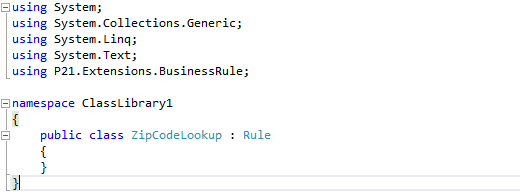 using System;
using System.Collections.Generic;
using System.Linq;
using System.Text;
using P21.Extensions.BusinessRule;
namespace ClassLibrary1
{
    public class ZipCodeLookup : Rule
    {
    }
}